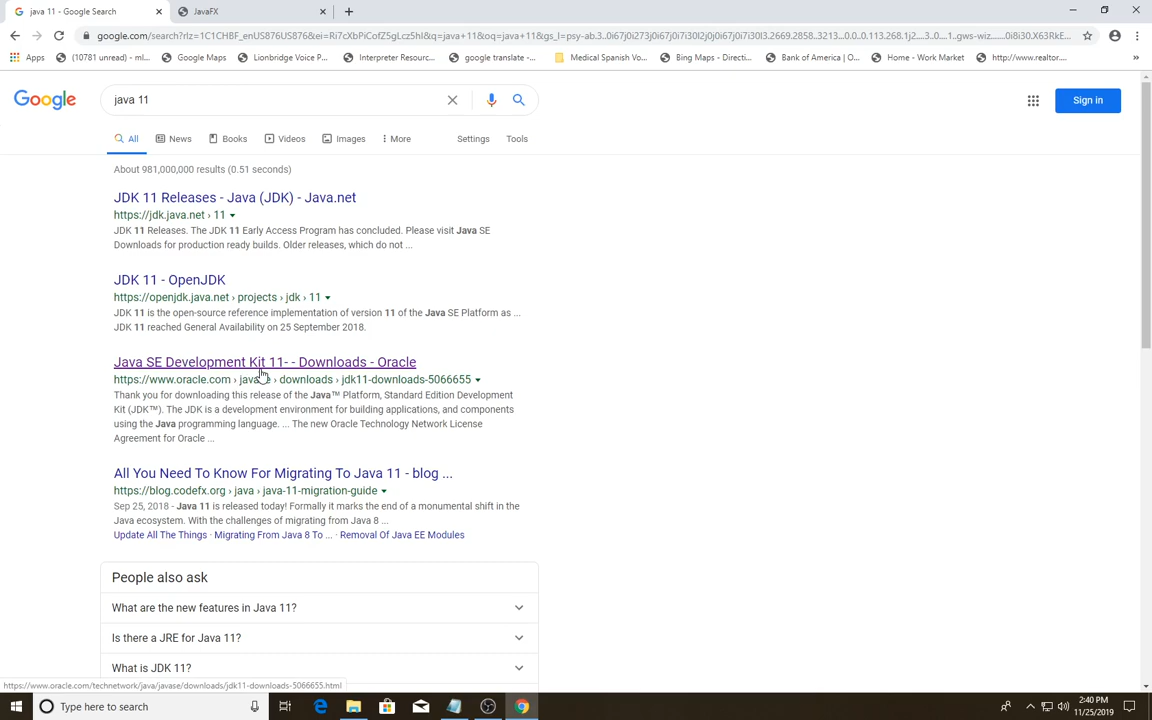 java 11 - Google Search
JavaFX
google.com/search?rlz=1C1CHBF_enUS876US876&ei=Ri7cXbPiCofZ5gLcz5hI&q=java+11&oq=java+11&gs_l=psy-ab.3..0i67j0i273j0i67j0i7i30l2j0j0i67j0i7i30l3.2669.2858..3213...0.0..0.113.268.1j2....3..0....1..gws-wiz.......0i8i30.X63RkE...
Apps
(10781 unread) - ml...
Google Maps
Lionbridge Voice P...
Interpreter Resourc...
google translate -...
Medical Spanish Vo...
Bing Maps - Directi...
Bank of America | O...
Home - Work Market
http://www.realtor....
»
Google
java 11
Sign in
All
News
Books
Videos
Images
More
Settings
Tools
About 981,000,000 results (0.51 seconds)
JDK 11 Releases - Java (JDK) - Java.net
https://jdk.java.net › 11
JDK 11 Releases. The JDK 11 Early Access Program has concluded. Please visit Java SE
Downloads for production ready builds. Older releases, which do not ...
JDK 11 - OpenJDK
https://openjdk.java.net › projects › jdk › 11
JDK 11 is the open-source reference implementation of version 11 of the Java SE Platform as ...
JDK 11 reached General Availability on 25 September 2018.
Java SE Development Kit 11- - Downloads - Oracle
https://www.oracle.com › javase › downloads › jdk11-downloads-5066655
Thank you for downloading this release of the Java™ Platform, Standard Edition Development
Kit (JDK™). The JDK is a development environment for building applications, and components
using the Java programming language. ... The new Oracle Technology Network License
Agreement for Oracle ...
All You Need To Know For Migrating To Java 11 - blog ...
https://blog.codefx.org › java › java-11-migration-guide
Sep 25, 2018 - Java 11 is released today! Formally it marks the end of a monumental shift in the
Java ecosystem. With the challenges of migrating from Java 8 ...
Update All The Things · Migrating From Java 8 To ... · Removal Of Java EE Modules
People also ask
What are the new features in Java 11?
Is there a JRE for Java 11?
What is JDK 11?
https://www.oracle.com/technetwork/java/javase/downloads/jdk11-downloads-5066655.html
Type here to search
2:40 PM
11/25/2019